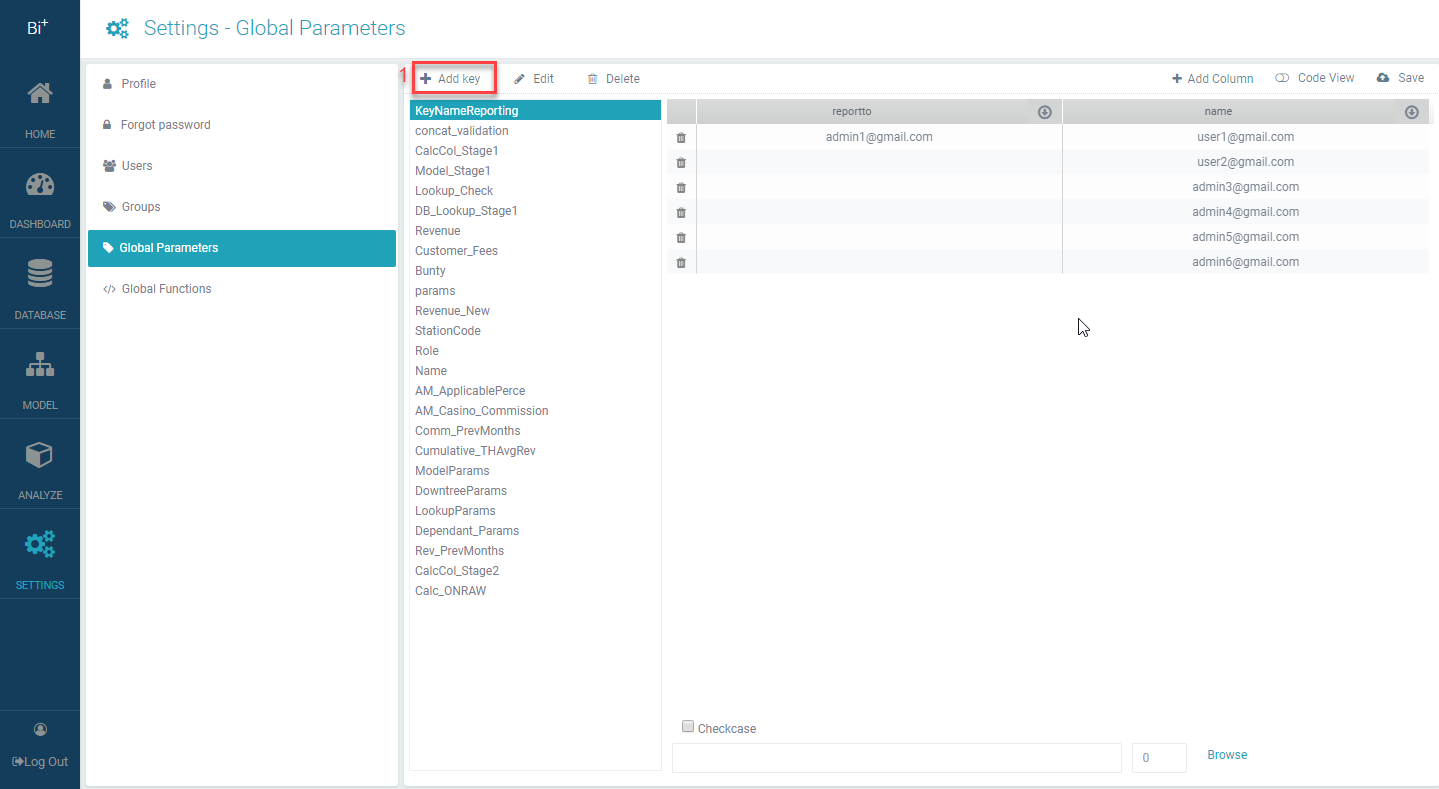 Bi+
Settings - Global Parameters
HOME
DASHBOARD
DATABASE
MODEL
ANALYZE
SETTINGS
Log Out
Profile
Forgot password
Users
Groups
Global Parameters
</> Global Functions
1
Add key Edit Delete
Add Column Code View Save
KeyNameReporting
concat_validation
CalcCol_Stage1
Model_Stage1
Lookup_Check
DB_Lookup_Stage1
Revenue
Customer_Fees
Bunty
params
Revenue_New
StationCode
Role
Name
AM_ApplicablePerce
AM_Casino_Commission
Comm_PrevMonths
Cumulative_THAvgRev
ModelParams
DowntreeParams
LookupParams
Dependant_Params
Rev_PrevMonths
CalcCol_Stage2
Calc_ONRAW
reportto name
admin1@gmail.com user1@gmail.com
user2@gmail.com
admin3@gmail.com
admin4@gmail.com
admin5@gmail.com
admin6@gmail.com
Checkcase
0 Browse